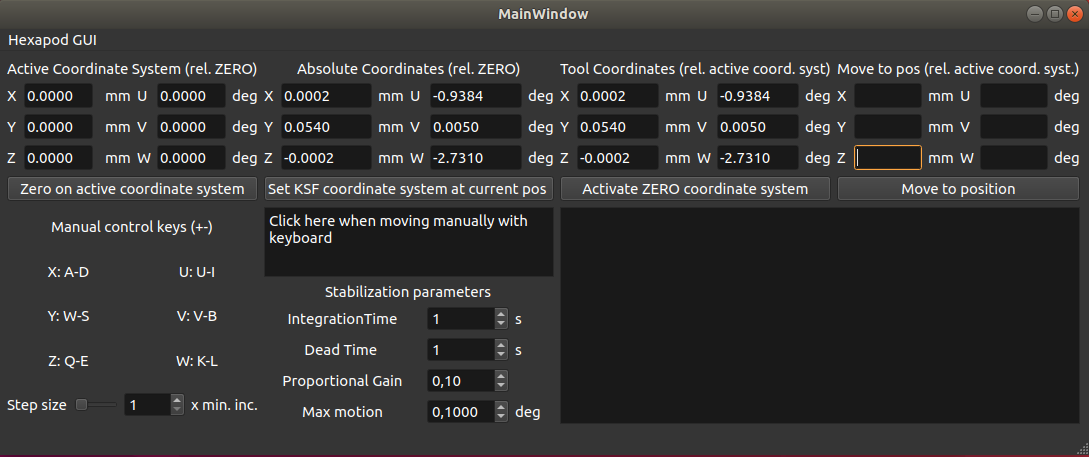 MainWindow
Hexapod GUI
Active Coordinate System (rel. ZERO) Absolute Coordinates (rel. ZERO) Tool Coordinates (rel. active coord. syst) Move to pos (rel. active coord. syst.)
X 0.0000 mm U 0.0000 deg X 0.0002 mm U -0.9384 deg X 0.0002 mm U -0.9384 deg X mm U deg
Y 0.0000 mm V 0.0000 deg Y 0.0540 mm V 0.0050 deg Y 0.0540 mm V 0.0050 deg Y mm V deg
Z 0.0000 mm W 0.0000 deg Z -0.0002 mm W -2.7310 deg Z -0.0002 mm W -2.7310 deg Z mm W deg
Zero on active coordinate system Set KSF coordinate system at current pos Activate ZERO coordinate system Move to position
Manual control keys (+-)
X: A-D U: U-I
Y: W-S V: V-B
Z: Q-E W: K-L
Step size 1 x min. inc.
Click here when moving manually with
keyboard
Stabilization parameters
IntegrationTime 1 s
Dead Time 1 s
Proportional Gain 0,10
Max motion 0,1000 deg